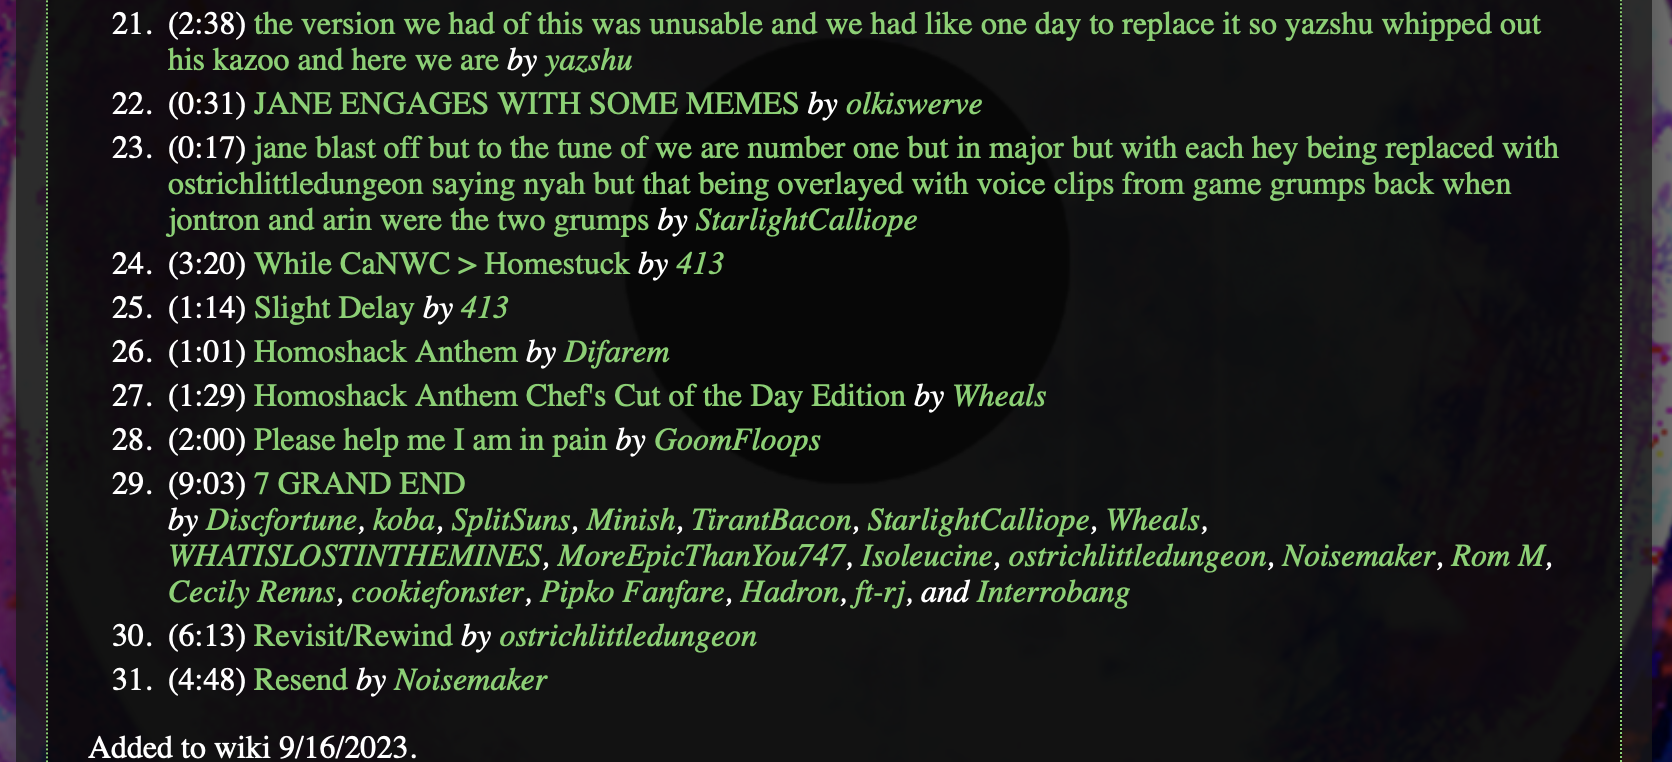 21. (2:38) the version we had of this was unusable and we had like one day to replace it so yazshu whipped out
his kazoo and here we are by yazshu
22. (0:31) JANE ENGAGES WITH SOME MEMES by olkiswerve
23. (0:17) jane blast off but to the tune of we are number one but in major but with each hey being replaced with
ostrichlittledungeon saying nyah but that being overlayed with voice clips from game grumps back when
jontron and arin were the two grumps by StarlightCalliope
24. (3:20) While CaNWC > Homestuck by 413
25. (1:14) Slight Delay by 413
26. (1:01) Homoshack Anthem by Difarem
27. (1:29) Homoshack Anthem Chef's Cut of the Day Edition by Wheals
28. (2:00) Please help me I am in pain by GoomFloops
29. (9:03) 7 GRAND END
by Discfortune, koba, SplitSuns, Minish, TirantBacon, StarlightCalliope, Wheals,
WHATISLOSTINTHEMINES, MoreEpicThanYou747, Isoleucine, ostrichlittledungeon, Noisemaker, Rom M,
Cecily Renns, cookiefonster, Pipko Fanfare, Hadron, ft-rj, and Interrobang
30. (6:13) Revisit/Rewind by ostrichlittledungeon
31. (4:48) Resend by Noisemaker
Added to wiki 9/16/2023.